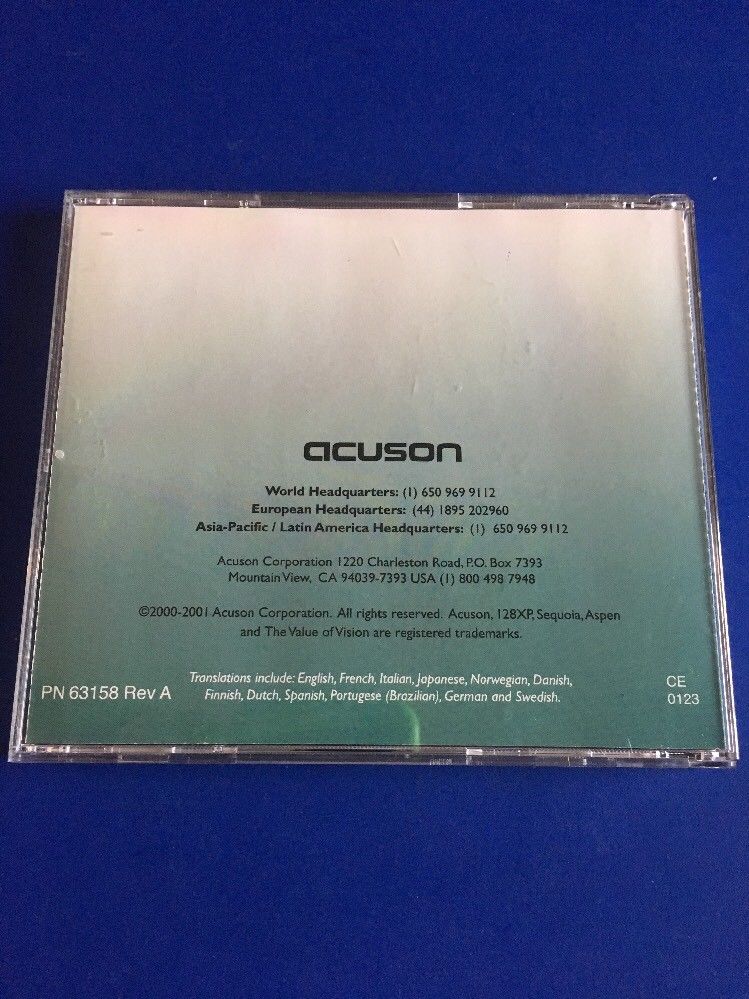 acuson
World Headquarters: (1) 650 969 9112
European Headquarters: (44) 1895 202960
Asia-Pacific / Latin America Headquarters: (1) 650 969 9112
Acuson Corporation 1220 Charleston Road, P.O. Box 7393
Mountain View, CA 94039-7393 USA (1) 800 498 7948
©2000-2001 Acuson Corporation. All rights reserved. Acuson, 128XP, Sequoia, Aspen
and The Value of Vision are registered trademarks.
Translations include: English, French, Italian, Japanese, Norwegian, Danish,
Finnish, Dutch, Spanish, Portugese (Brazilian), German and Swedish.
PN 63158 Rev A
CE
0123